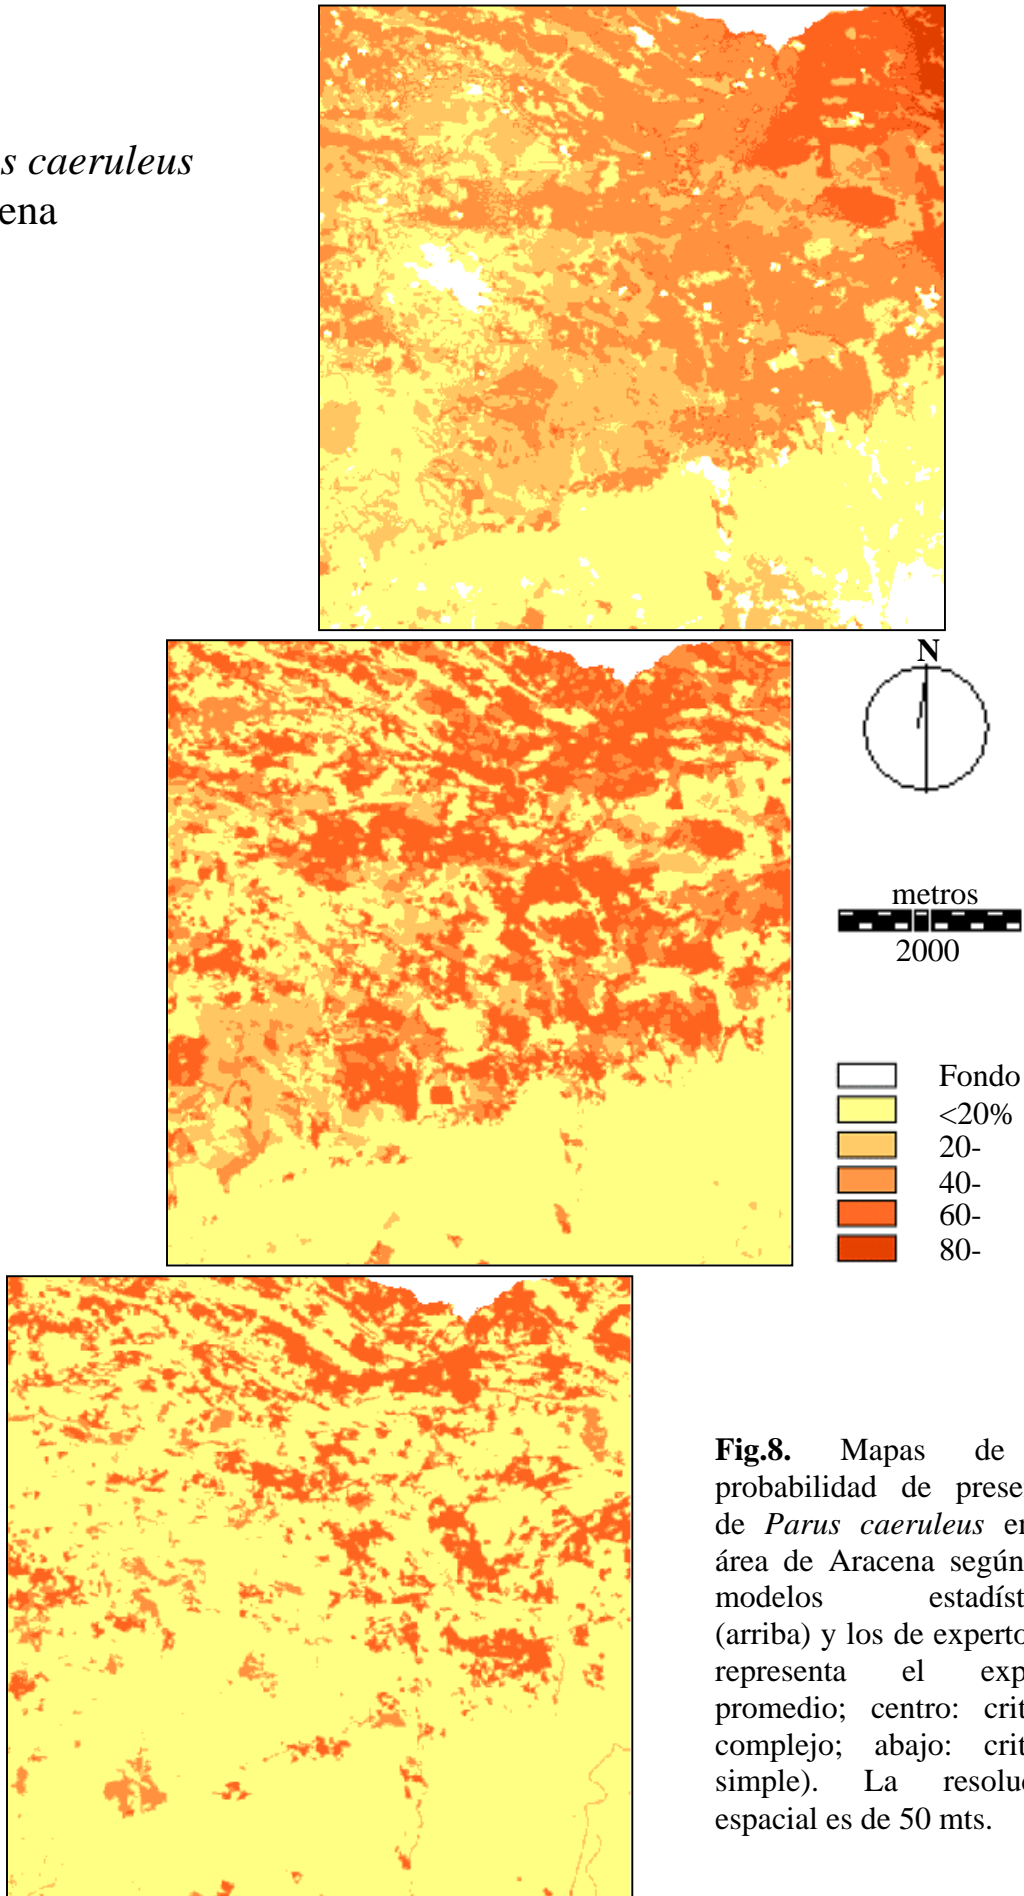 s caeruleus
ena
N
metros
2000
Fondo
<20%
20-
40-
60-
80-
Fig.8. Mapas de
probabilidad de prese
de Parus caeruleus e
área de Aracena según
modelos estadíst
(arriba) y los de experto
representa el exp
promedio; centro: crit
complejo; abajo: crit
simple). La resolu
espacial es de 50 mts.